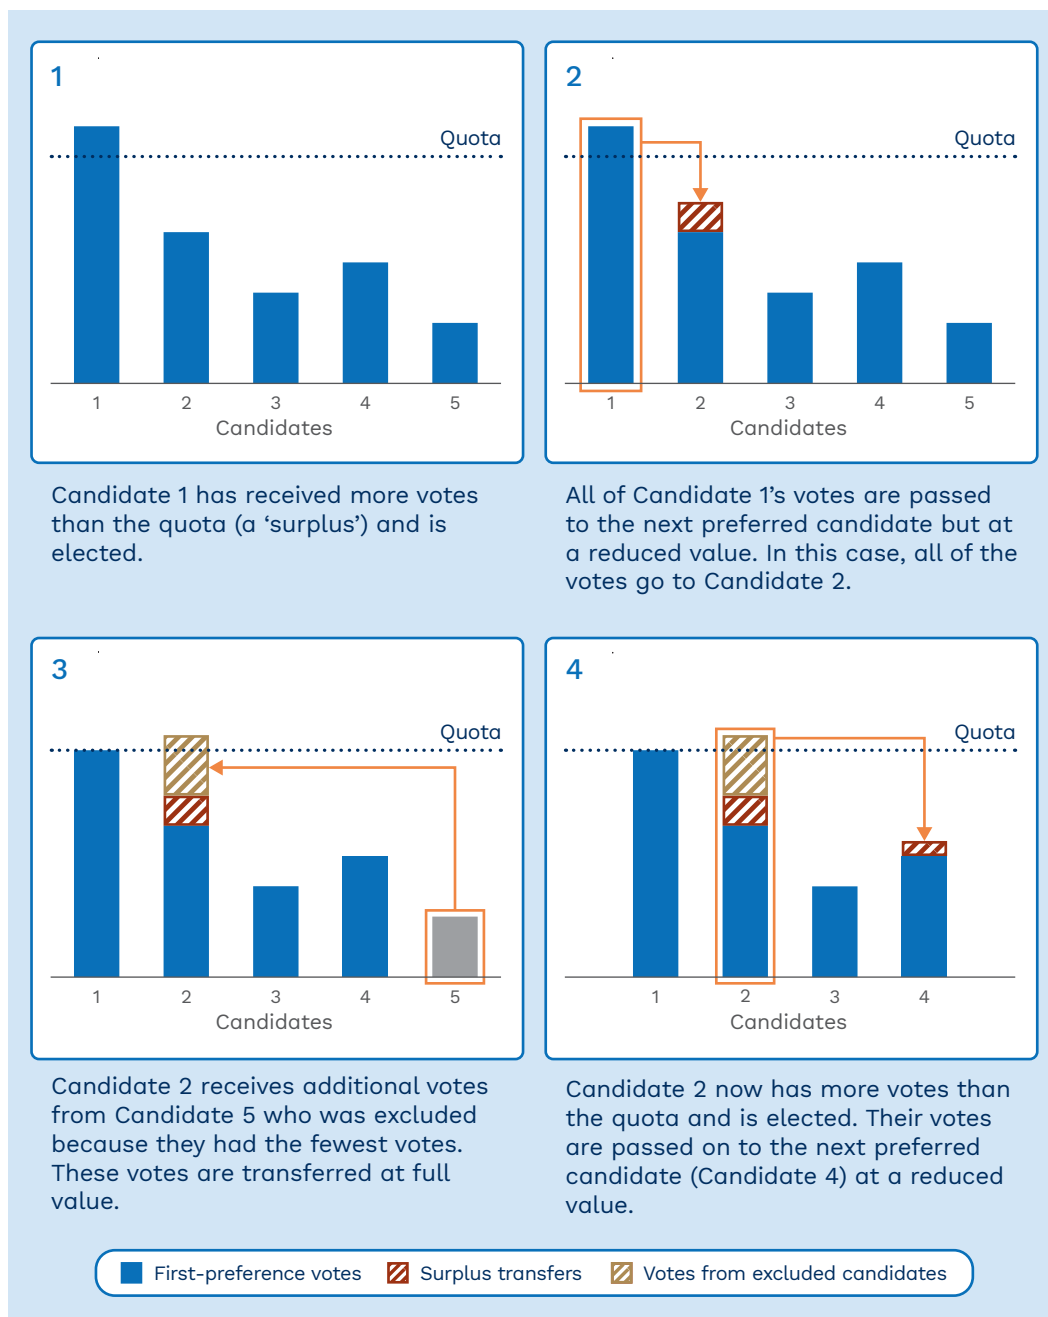 1
Quota
1 2 3 4 5
Candidates
Candidate 1 has received more votes
than the quota (a ‘surplus’) and is
elected.
2
Quota
1 2 3 4 5
Candidates
All of Candidate 1’s votes are passed
to the next preferred candidate but at
a reduced value. In this case, all of the
votes go to Candidate 2.
3
Quota
1 2 3 4 5
Candidates
Candidate 2 receives additional votes
from Candidate 5 who was excluded
because they had the fewest votes.
These votes are transferred at full
value.
4
Quota
1 2 3 4
Candidates
Candidate 2 now has more votes than
the quota and is elected. Their votes
are passed on to the next preferred
candidate (Candidate 4) at a reduced
value.
First-preference votes Surplus transfers Votes from excluded candidates